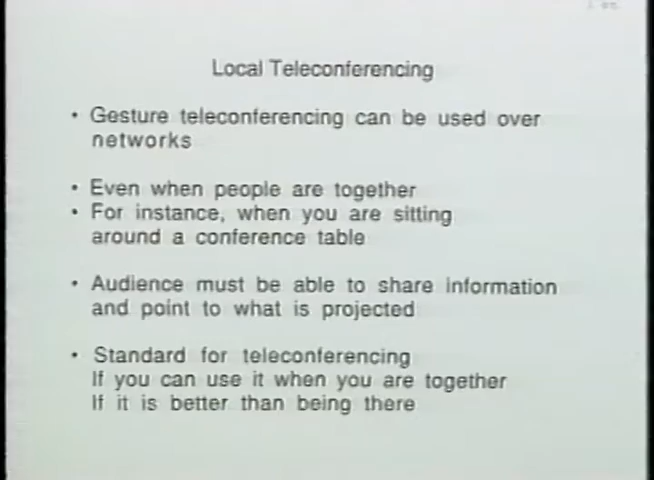 Local Teleconferencing
• Gesture teleconferencing can be used over
networks
• Even when people are together
• For instance, when you are sitting
around a conference table
• Audience must be able to share information
and point to what is projected
• Standard for teleconferencing
If you can use it when you are together
If it is better than being there